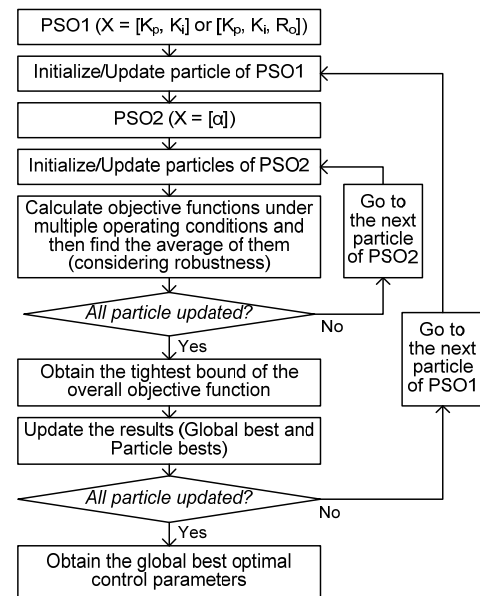 PSO1 (X = [Kp, Ki] or [Kp, Ki, Ro])
Initialize/Update particle of PSO1
PSO2 (X = [α])
Initialize/Update particles of PSO2
Calculate objective functions under
multiple operating conditions and
then find the average of them
(considering robustness)
Go to
the next
particle
of PSO2
All particle updated?
No
Yes
Go to
the next
particle
of PSO1
Obtain the tightest bound of the
overall objective function
Update the results (Global best and
Particle bests)
All particle updated?
No
Yes
Obtain the global best optimal
control parameters